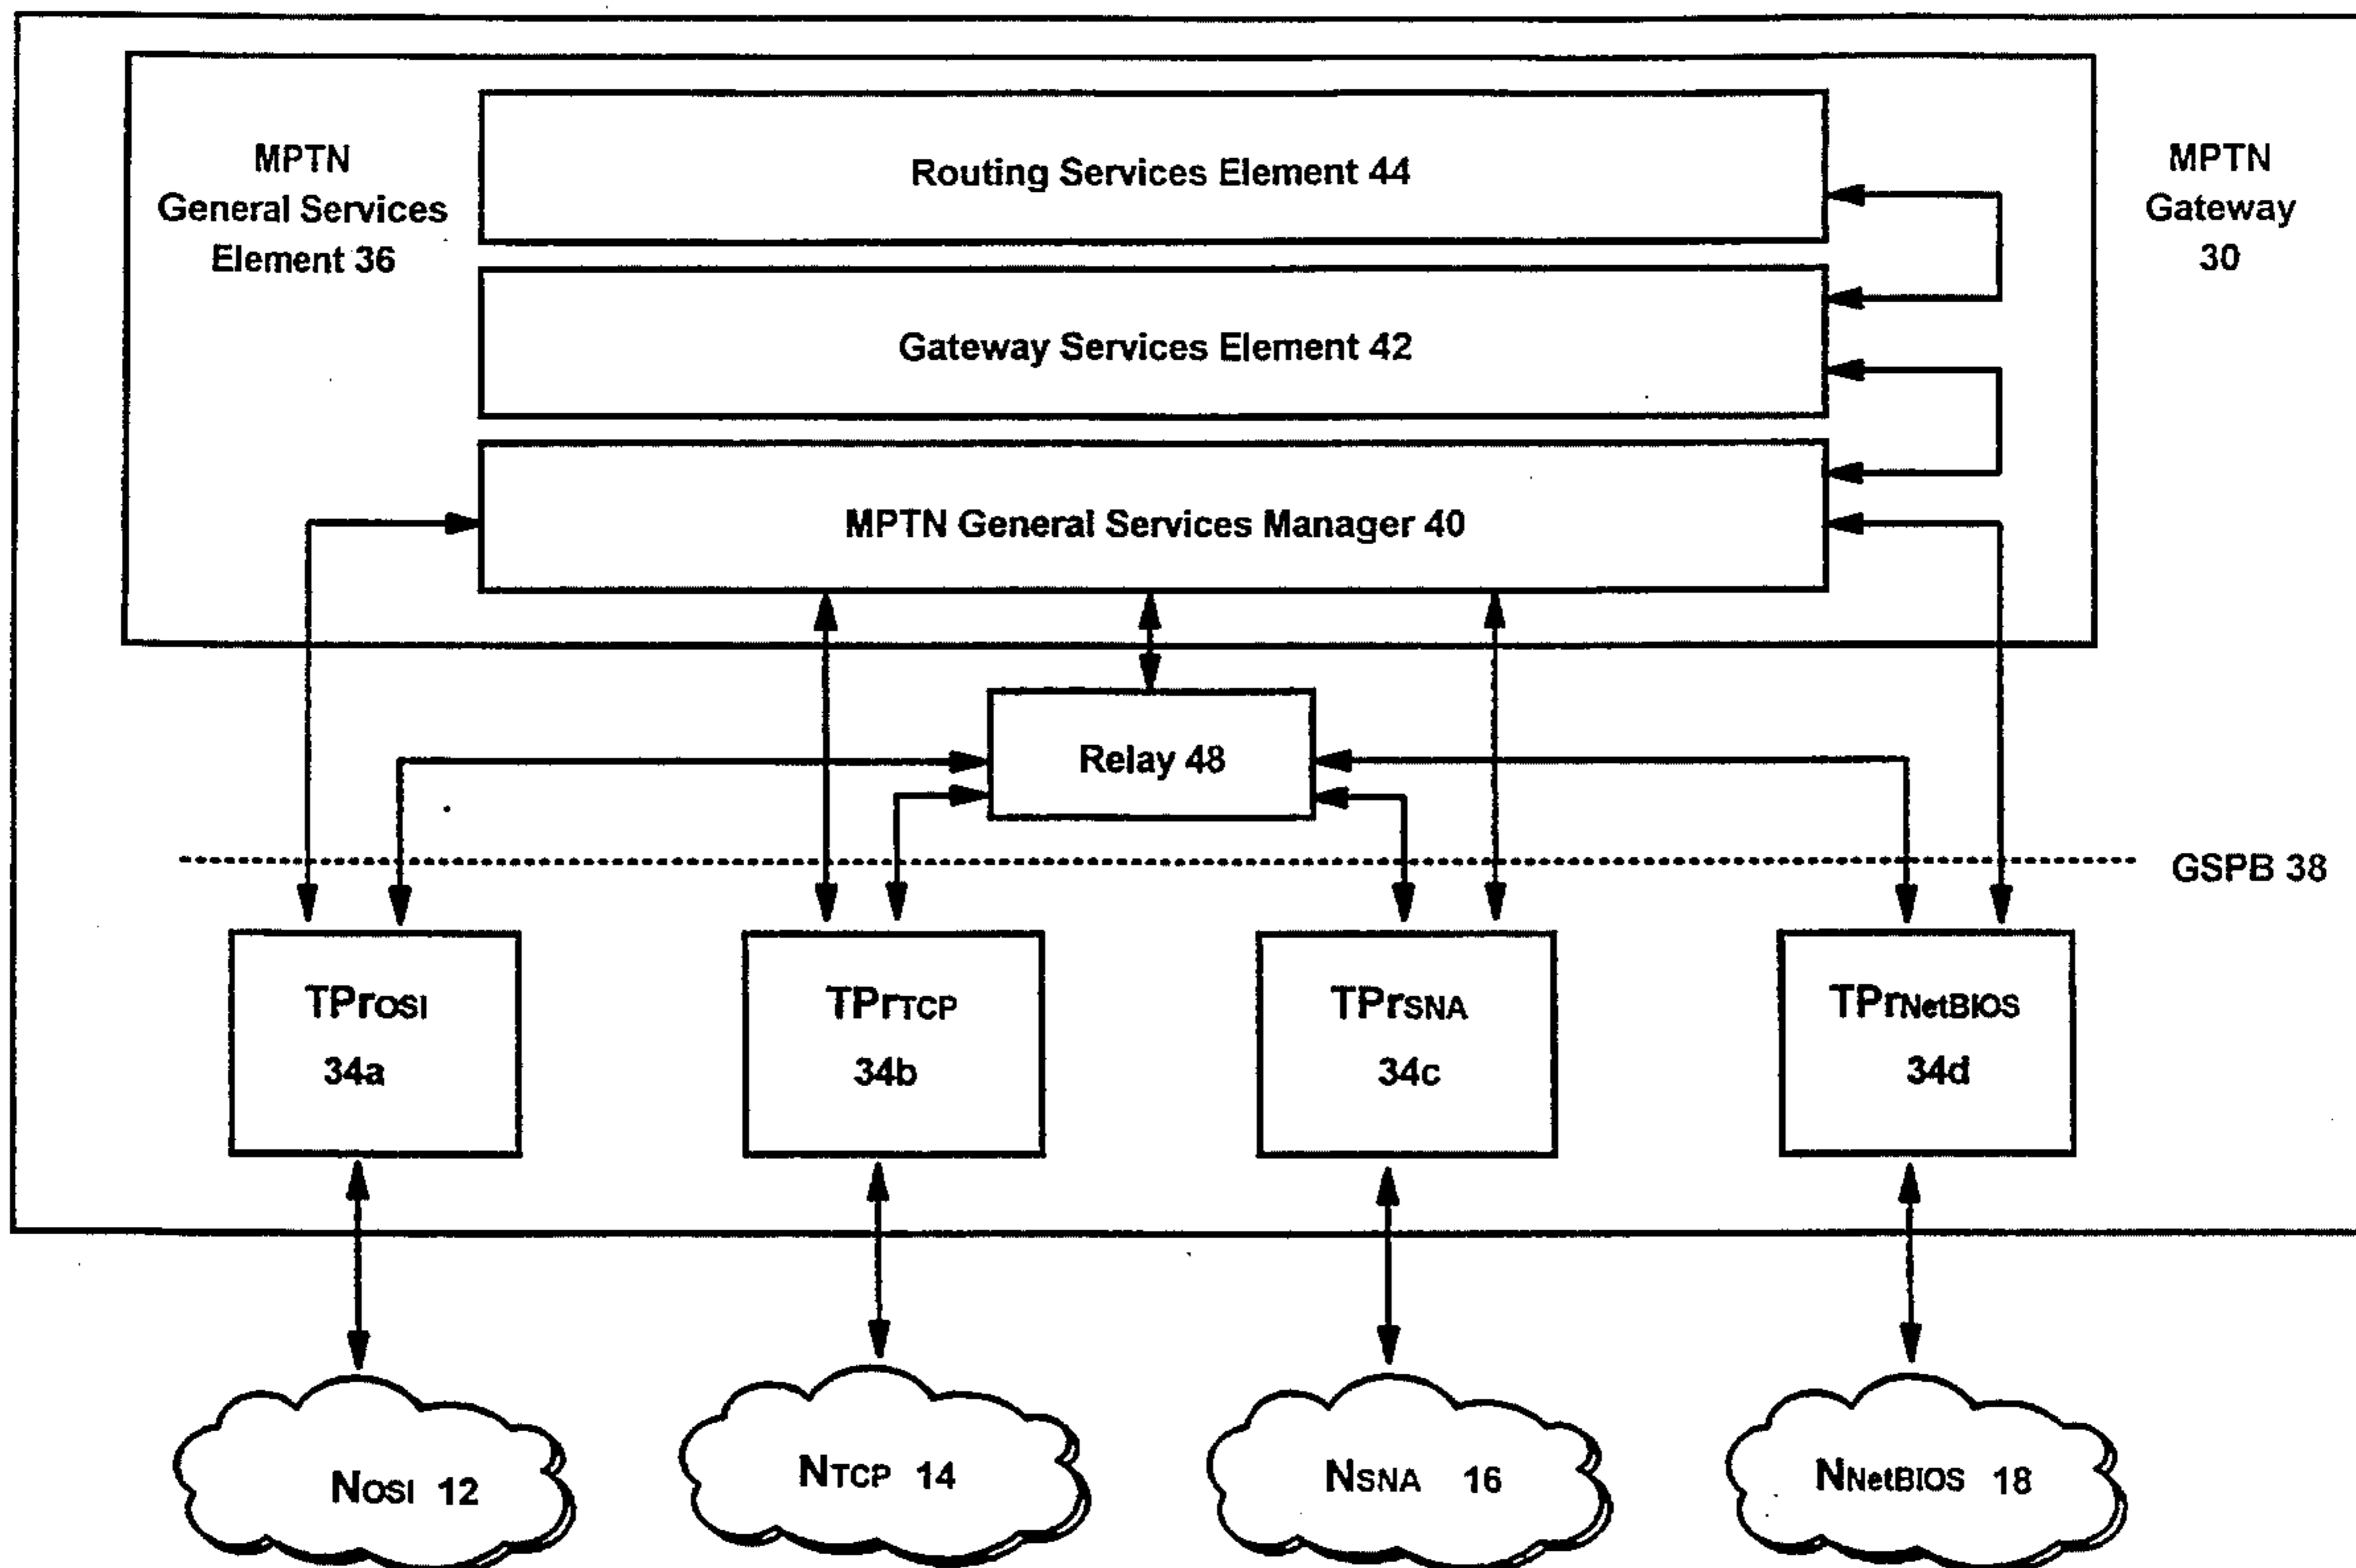 MPTN
General Services
Element 36
Routing Services Element 44
MPTN
Gateway
30
Gateway Services Element 42
MPTN General Services Manager 40
Relay 48
GSPB 38
TPrOSI
34a
TPrTCP
34b
TPrSNA
34c
TPrNetBIOS
34d
NOSI 12
NTCP 14
NSNA 16
NNetBIOS 18